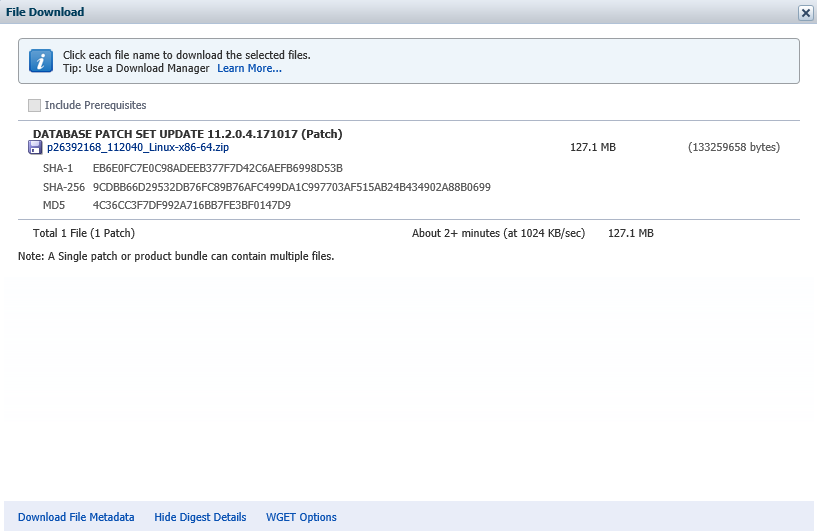 File Download
Click each file name to download the selected files.
Tip: Use a Download Manager Learn More...
Include Prerequisites
DATABASE PATCH SET UPDATE 11.2.0.4.171017 (Patch)
p26392168_112040_Linux-x86-64.zip 127.1 MB (133259658 bytes)
SHA-1 EB6E0FC7E0C98ADEEB377F7D42C6AEFB6998D53B
SHA-256 9CDBB66D29532DB76FC89B76AFC499DA1C997703AF515AB24B434902A88B0699
MD5 4C36CC3F7DF992A716BB7FE3BF0147D9
Total 1 File (1 Patch) About 2+ minutes (at 1024 KB/sec) 127.1 MB
Note: A Single patch or product bundle can contain multiple files.
Download File Metadata Hide Digest Details WGET Options